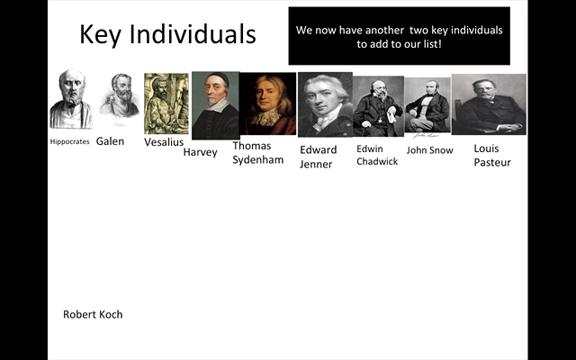 Key Individuals
We now have another two key individuals
to add to our list!
Hippocrates
Galen
Vesalius
Harvey
Thomas
Sydenham
Edward
Jenner
Edwin
Chadwick
John Snow
Louis
Pasteur
Robert Koch